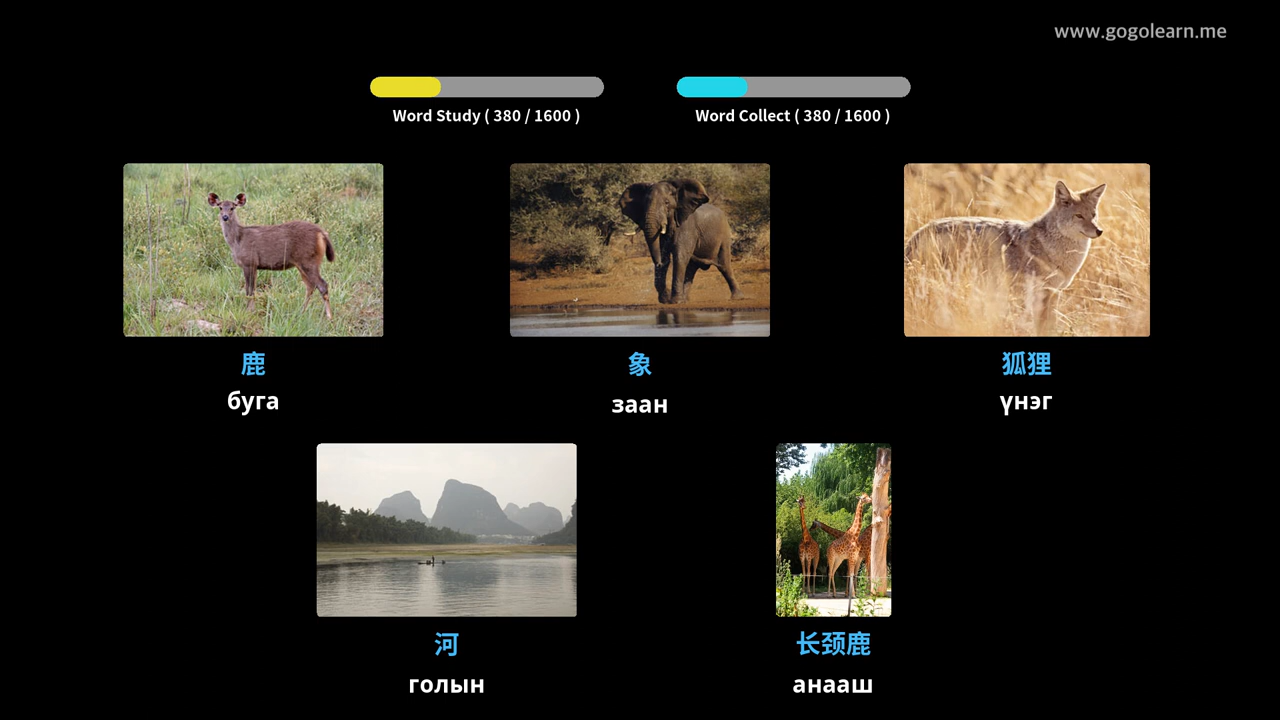 www.gogolearn.me
Word Study ( 380 / 1600 )
Word Collect ( 380 / 1600 )
鹿
象
狐狸
буга
заан
үнэг
河
长颈鹿
голын
анааш